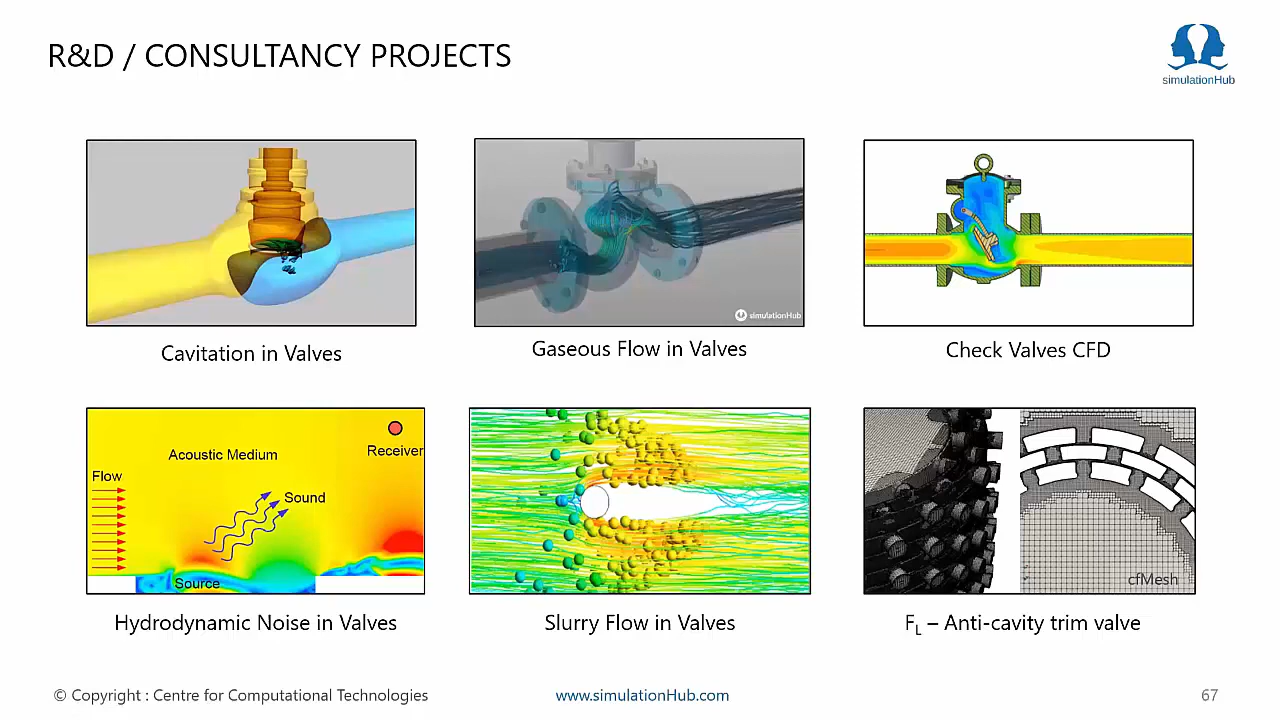 R&D / CONSULTANCY PROJECTS
simulationHub
simulationHub
Cavitation in Valves
Gaseous Flow in Valves
Check Valves CFD
Acoustic Medium
Receiver
Flow
Sound
Source
cfMesh
Hydrodynamic Noise in Valves
Slurry Flow in Valves
FL – Anti-cavity trim valve
© Copyright : Centre for Computational Technologies
www.simulationHub.com
67